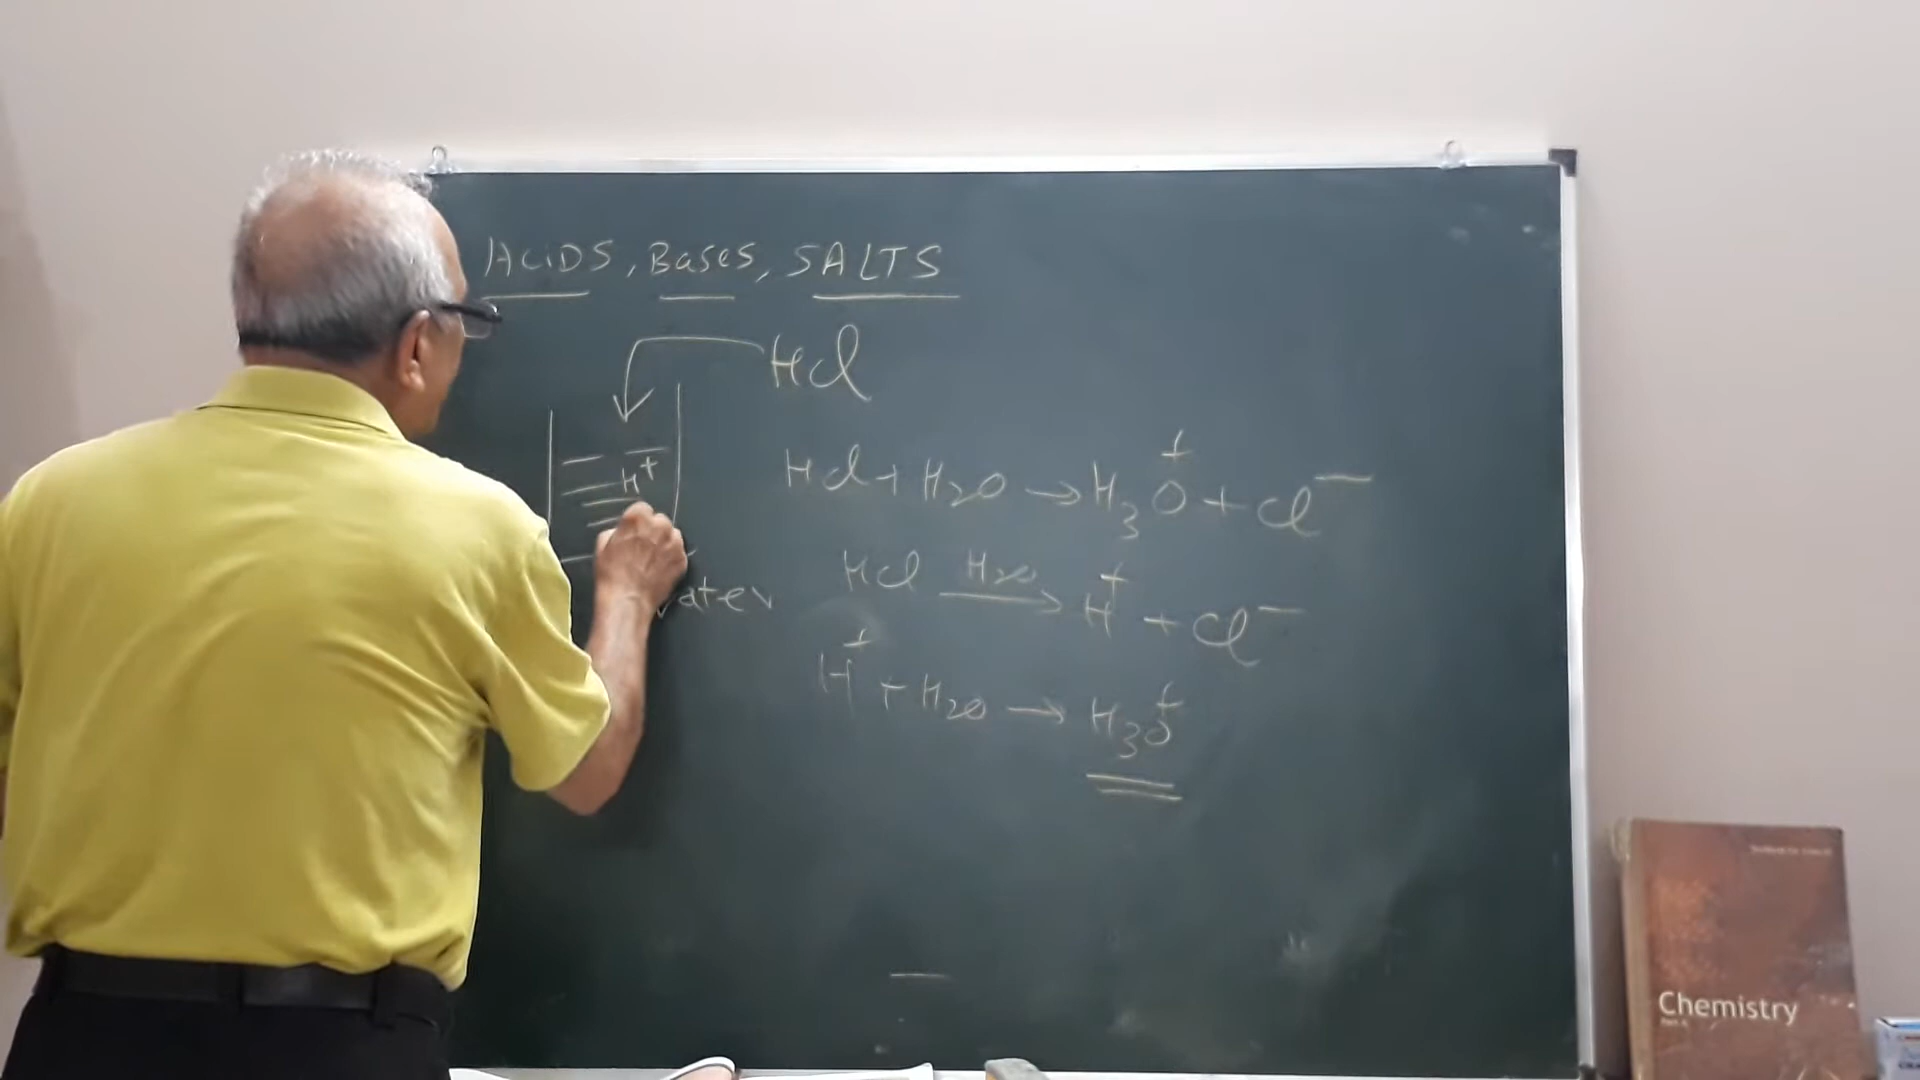 ACiDS, Bases, SALTS
HCl
HCl + H2O → H3O+ + Cl−
H+
HCl H2O → H+ + Cl−
H+ + H2O → H3O+
Chemistry